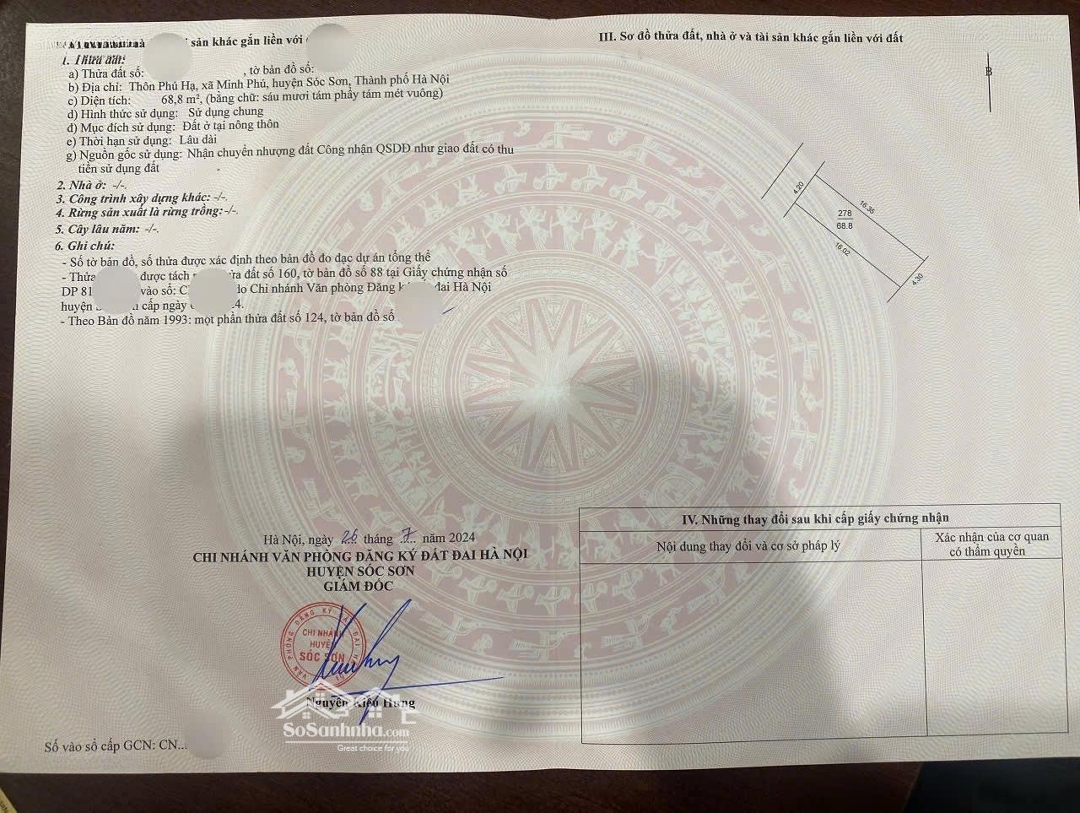 sản khác gắn liền với
1. Thửa đất:
a) Thửa đất số: , tờ bản đồ số:
b) Địa chỉ: Thôn Phú Hạ, xã Minh Phú, huyện Sóc Sơn, Thành phố Hà Nội
c) Diện tích: 68,8 m², (bằng chữ: sáu mươi tám phẩy tám mét vuông)
d) Hình thức sử dụng: Sử dụng chung
đ) Mục đích sử dụng: Đất ở tại nông thôn
e) Thời hạn sử dụng: Lâu dài
g) Nguồn gốc sử dụng: Nhận chuyển nhượng đất Công nhận QSDĐ như giao đất có thu
tiền sử dụng đất
2. Nhà ở: -/-.
3. Công trình xây dựng khác: -/-.
4. Rừng sản xuất là rừng trồng: -/-.
5. Cây lâu năm: -/-.
6. Ghi chú:
- Số tờ bản đồ, số thửa được xác định theo bản đồ đo đạc dự án tổng thể
- Thửa được tách thửa đất số 160, tờ bản đồ số 88 tại Giấy chứng nhận số
DP 81 vào số: do Chi nhánh Văn phòng Đăng đai Hà Nội
huyện cấp ngày 4.
- Theo Bản đồ năm 1993: một phần thửa đất số 124, tờ bản đồ số
Hà Nội, ngày 26 tháng 7 năm 2024
CHI NHÁNH VĂN PHÒNG ĐĂNG KÝ ĐẤT ĐAI HÀ NỘI
HUYỆN SÓC SƠN
GIÁM ĐỐC
CHI NHÁNH
HUYỆN
SÓC SƠN
Nguyễn Kiều Hưng
SoSanhnha.com
Great choice for you
Số vào sổ cấp GCN: CN...
III. Sơ đồ thửa đất, nhà ở và tài sản khác gắn liền với đất
B
4.20
16.36
278
68.8
16.02
4.30
IV. Những thay đổi sau khi cấp giấy chứng nhận
Nội dung thay đổi và cơ sở pháp lý
Xác nhận của cơ quan
có thẩm quyền